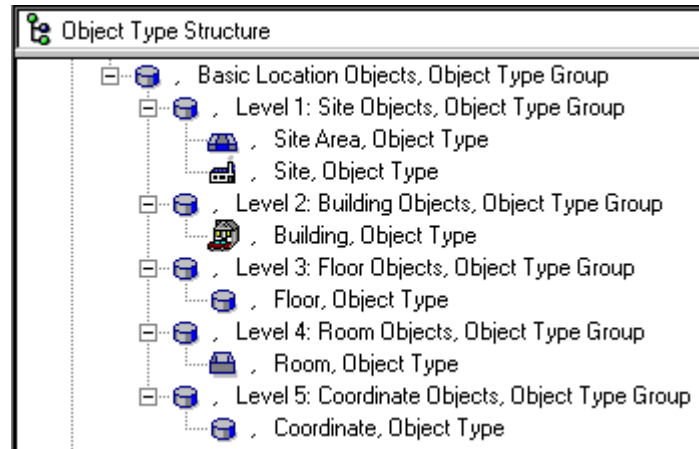 Object Type Structure
, Basic Location Objects, Object Type Group
, Level 1: Site Objects, Object Type Group
, Site Area, Object Type
, Site, Object Type
, Level 2: Building Objects, Object Type Group
, Building, Object Type
, Level 3: Floor Objects, Object Type Group
, Floor, Object Type
, Level 4: Room Objects, Object Type Group
, Room, Object Type
, Level 5: Coordinate Objects, Object Type Group
, Coordinate, Object Type